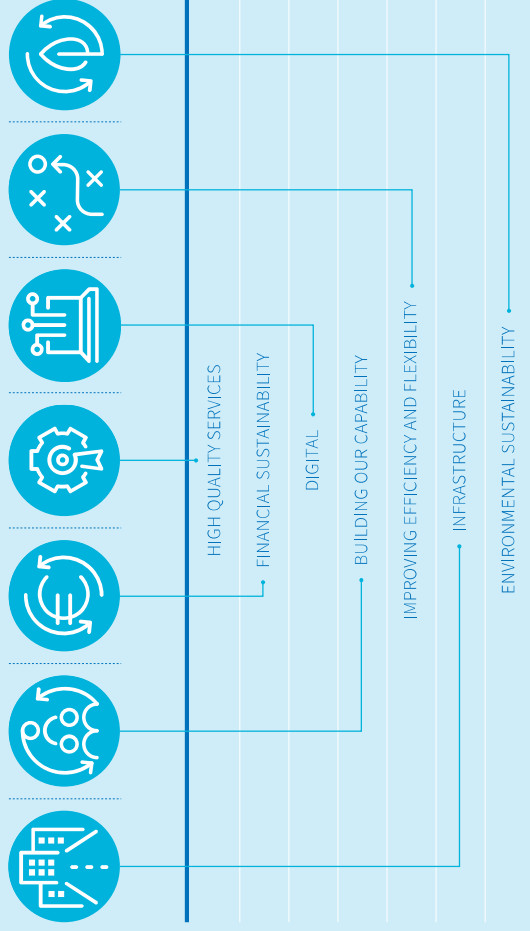 HIGH QUALITY SERVICES
FINANCIAL SUSTAINABILITY
DIGITAL
BUILDING OUR CAPABILITY
IMPROVING EFFICIENCY AND FLEXIBILITY
INFRASTRUCTURE
ENVIRONMENTAL SUSTAINABILITY